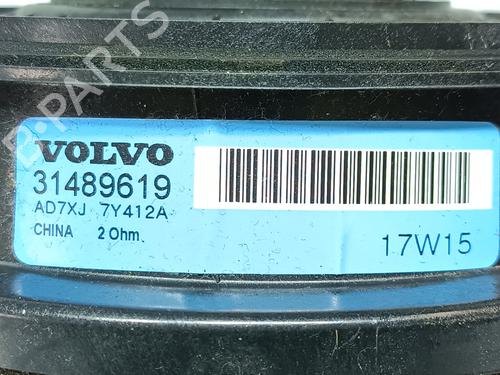 B-PARTS
VOLVO
31489619
AD7XJ 7Y412A
CHINA 2 Ohm
17W15